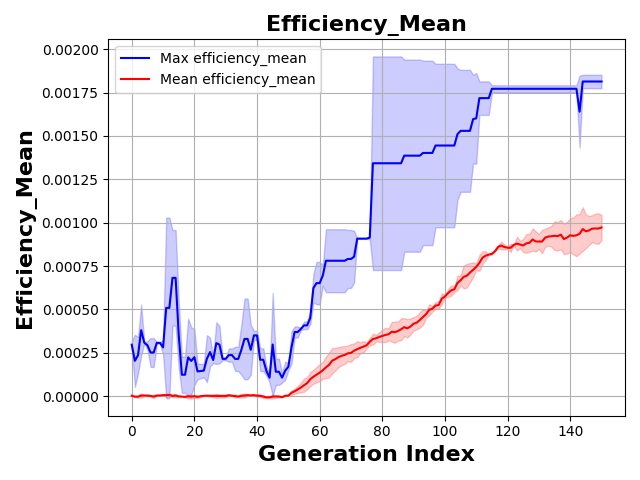 Efficiency_Mean
Max efficiency_mean
Mean efficiency_mean
0.00200
0.00175
0.00150
0.00125
0.00100
0.00075
0.00050
0.00025
0.00000
Efficiency_Mean
0 20 40 60 80 100 120 140
Generation Index